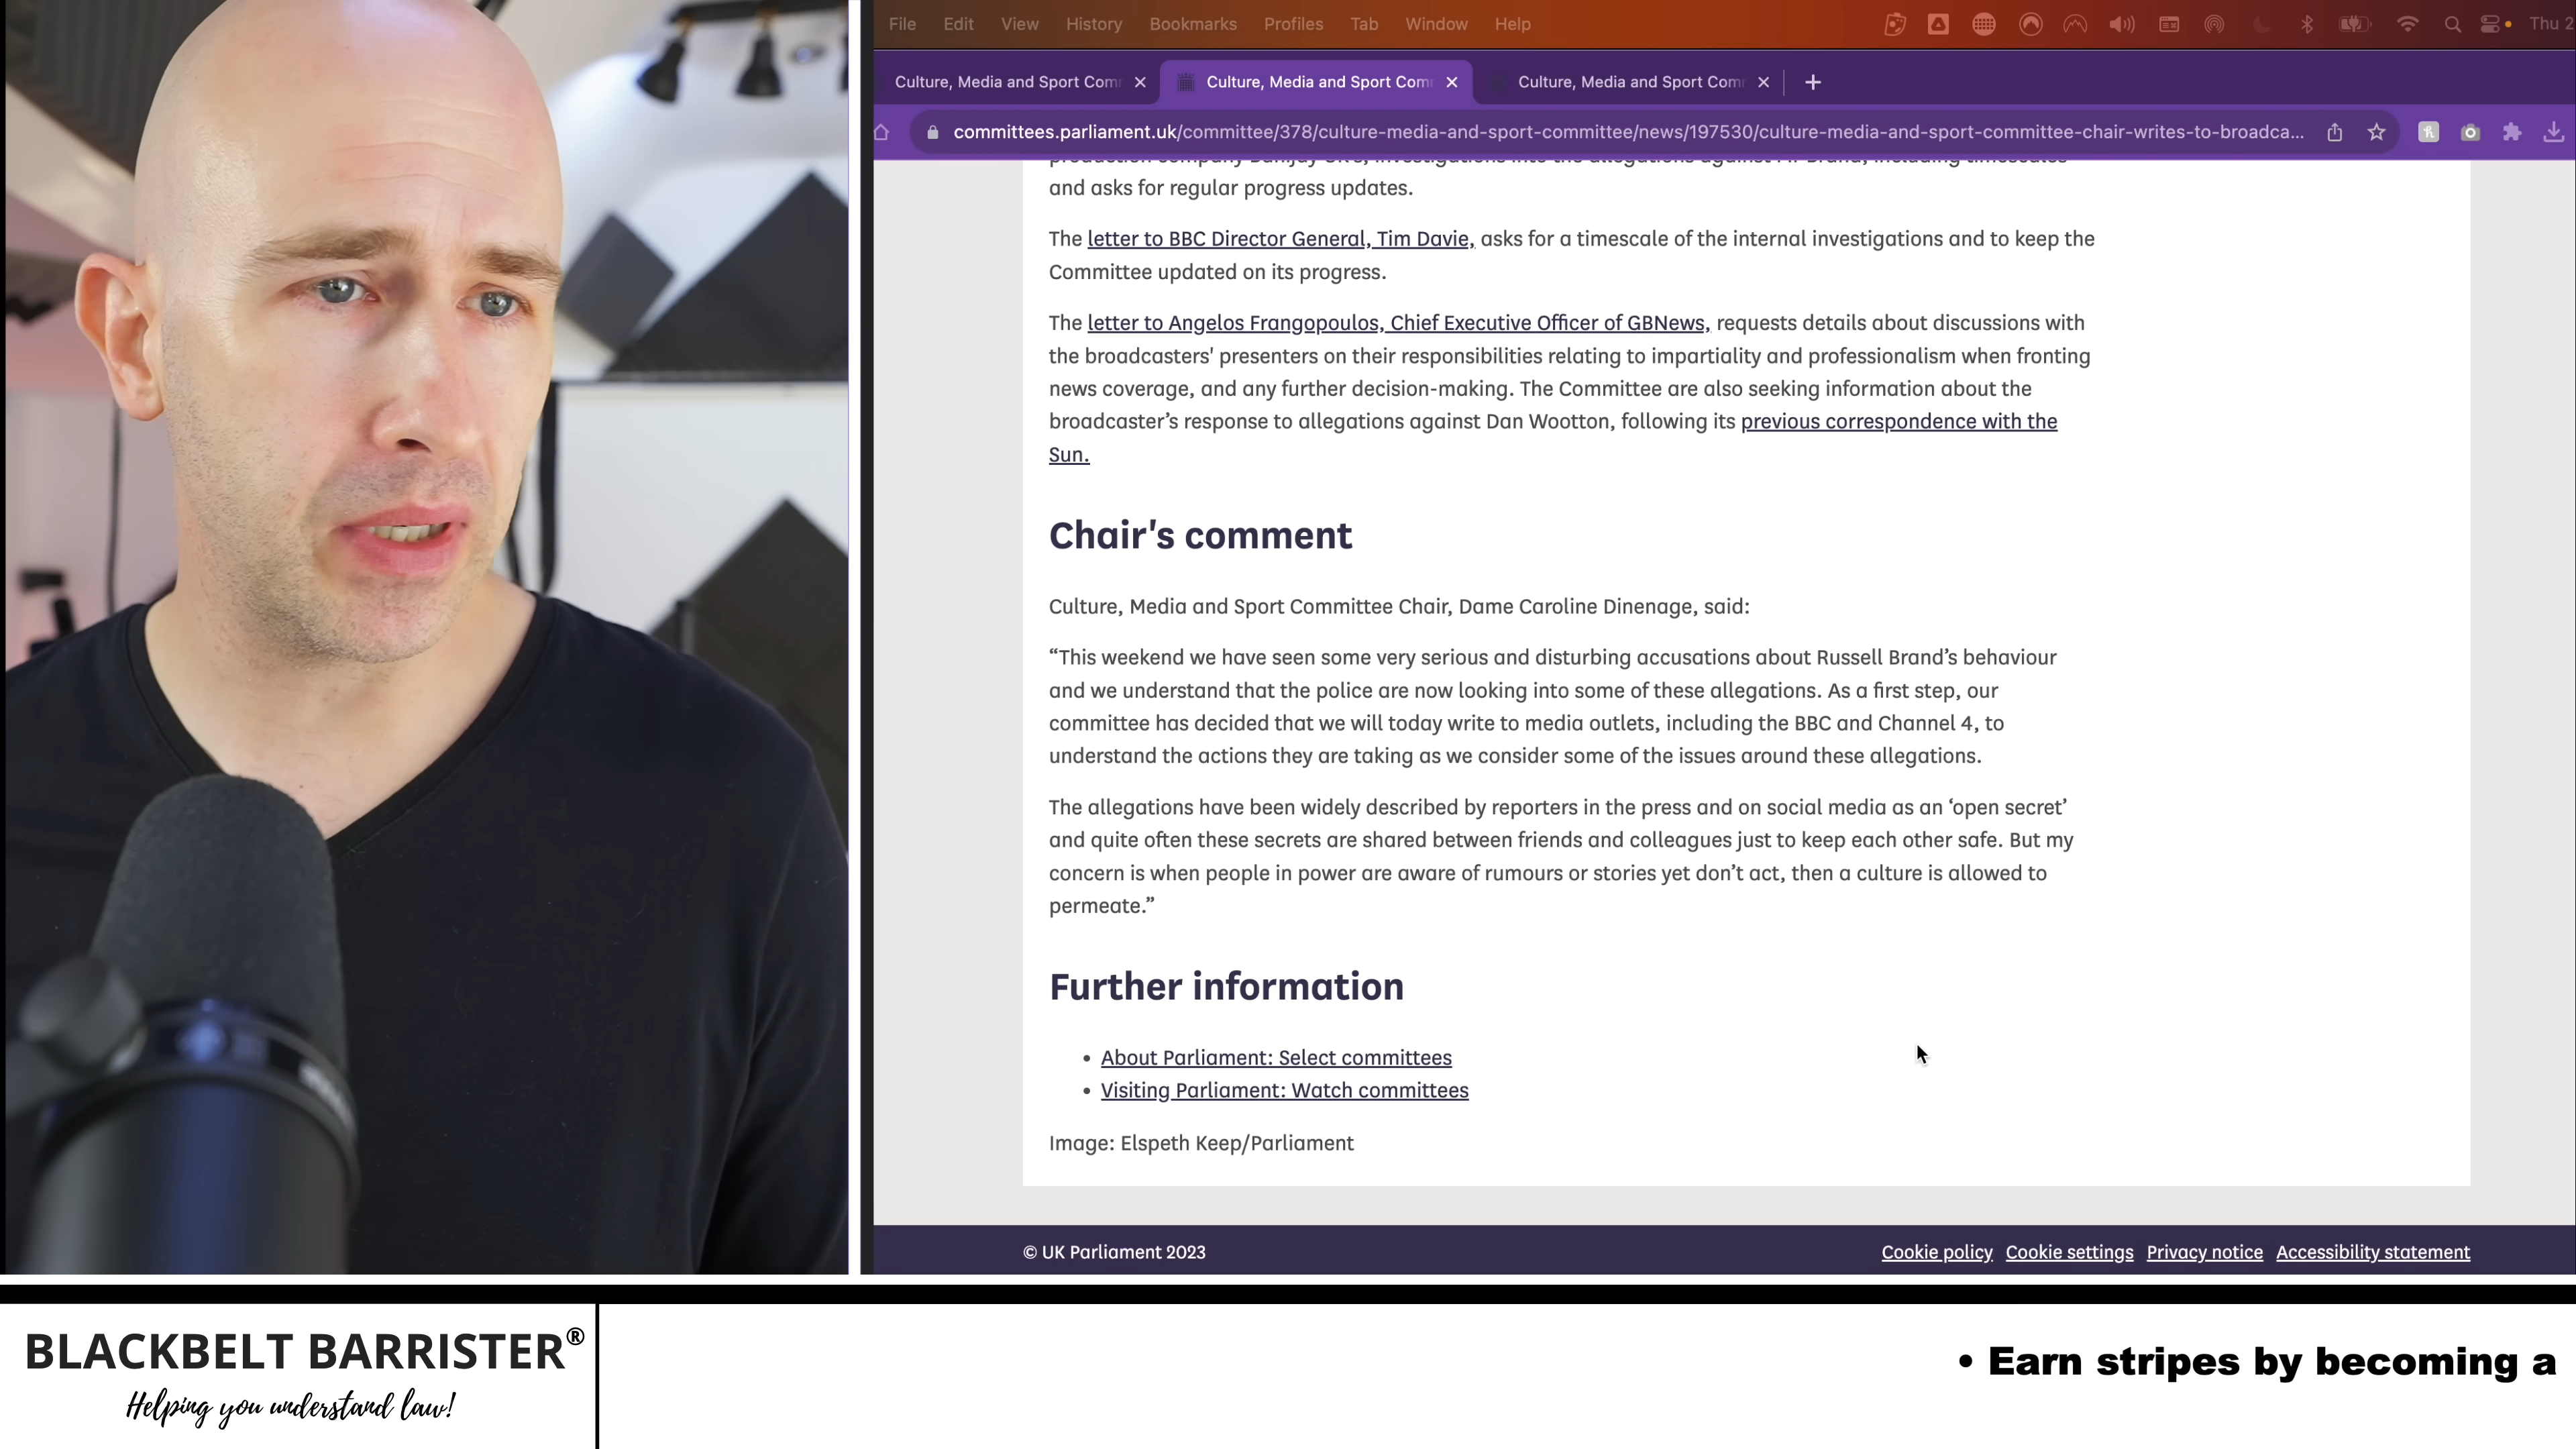 File Edit View History Bookmarks Profiles Tab Window Help
Thu 2
Culture, Media and Sport Com
Culture, Media and Sport Com
Culture, Media and Sport Com
committees.parliament.uk/committee/378/culture-media-and-sport-committee/news/197530/culture-media-and-sport-committee-chair-writes-to-broadca...
and asks for regular progress updates.
The letter to BBC Director General, Tim Davie, asks for a timescale of the internal investigations and to keep the
Committee updated on its progress.
The letter to Angelos Frangopoulos, Chief Executive Officer of GBNews, requests details about discussions with
the broadcasters' presenters on their responsibilities relating to impartiality and professionalism when fronting
news coverage, and any further decision-making. The Committee are also seeking information about the
broadcaster’s response to allegations against Dan Wootton, following its previous correspondence with the
Sun.
Chair's comment
Culture, Media and Sport Committee Chair, Dame Caroline Dinenage, said:
“This weekend we have seen some very serious and disturbing accusations about Russell Brand’s behaviour
and we understand that the police are now looking into some of these allegations. As a first step, our
committee has decided that we will today write to media outlets, including the BBC and Channel 4, to
understand the actions they are taking as we consider some of the issues around these allegations.
The allegations have been widely described by reporters in the press and on social media as an ‘open secret’
and quite often these secrets are shared between friends and colleagues just to keep each other safe. But my
concern is when people in power are aware of rumours or stories yet don’t act, then a culture is allowed to
permeate.”
Further information
• About Parliament: Select committees
• Visiting Parliament: Watch committees
Image: Elspeth Keep/Parliament
© UK Parliament 2023
Cookie policy Cookie settings Privacy notice Accessibility statement
BLACKBELT BARRISTER®
Helping you understand law!
• Earn stripes by becoming a